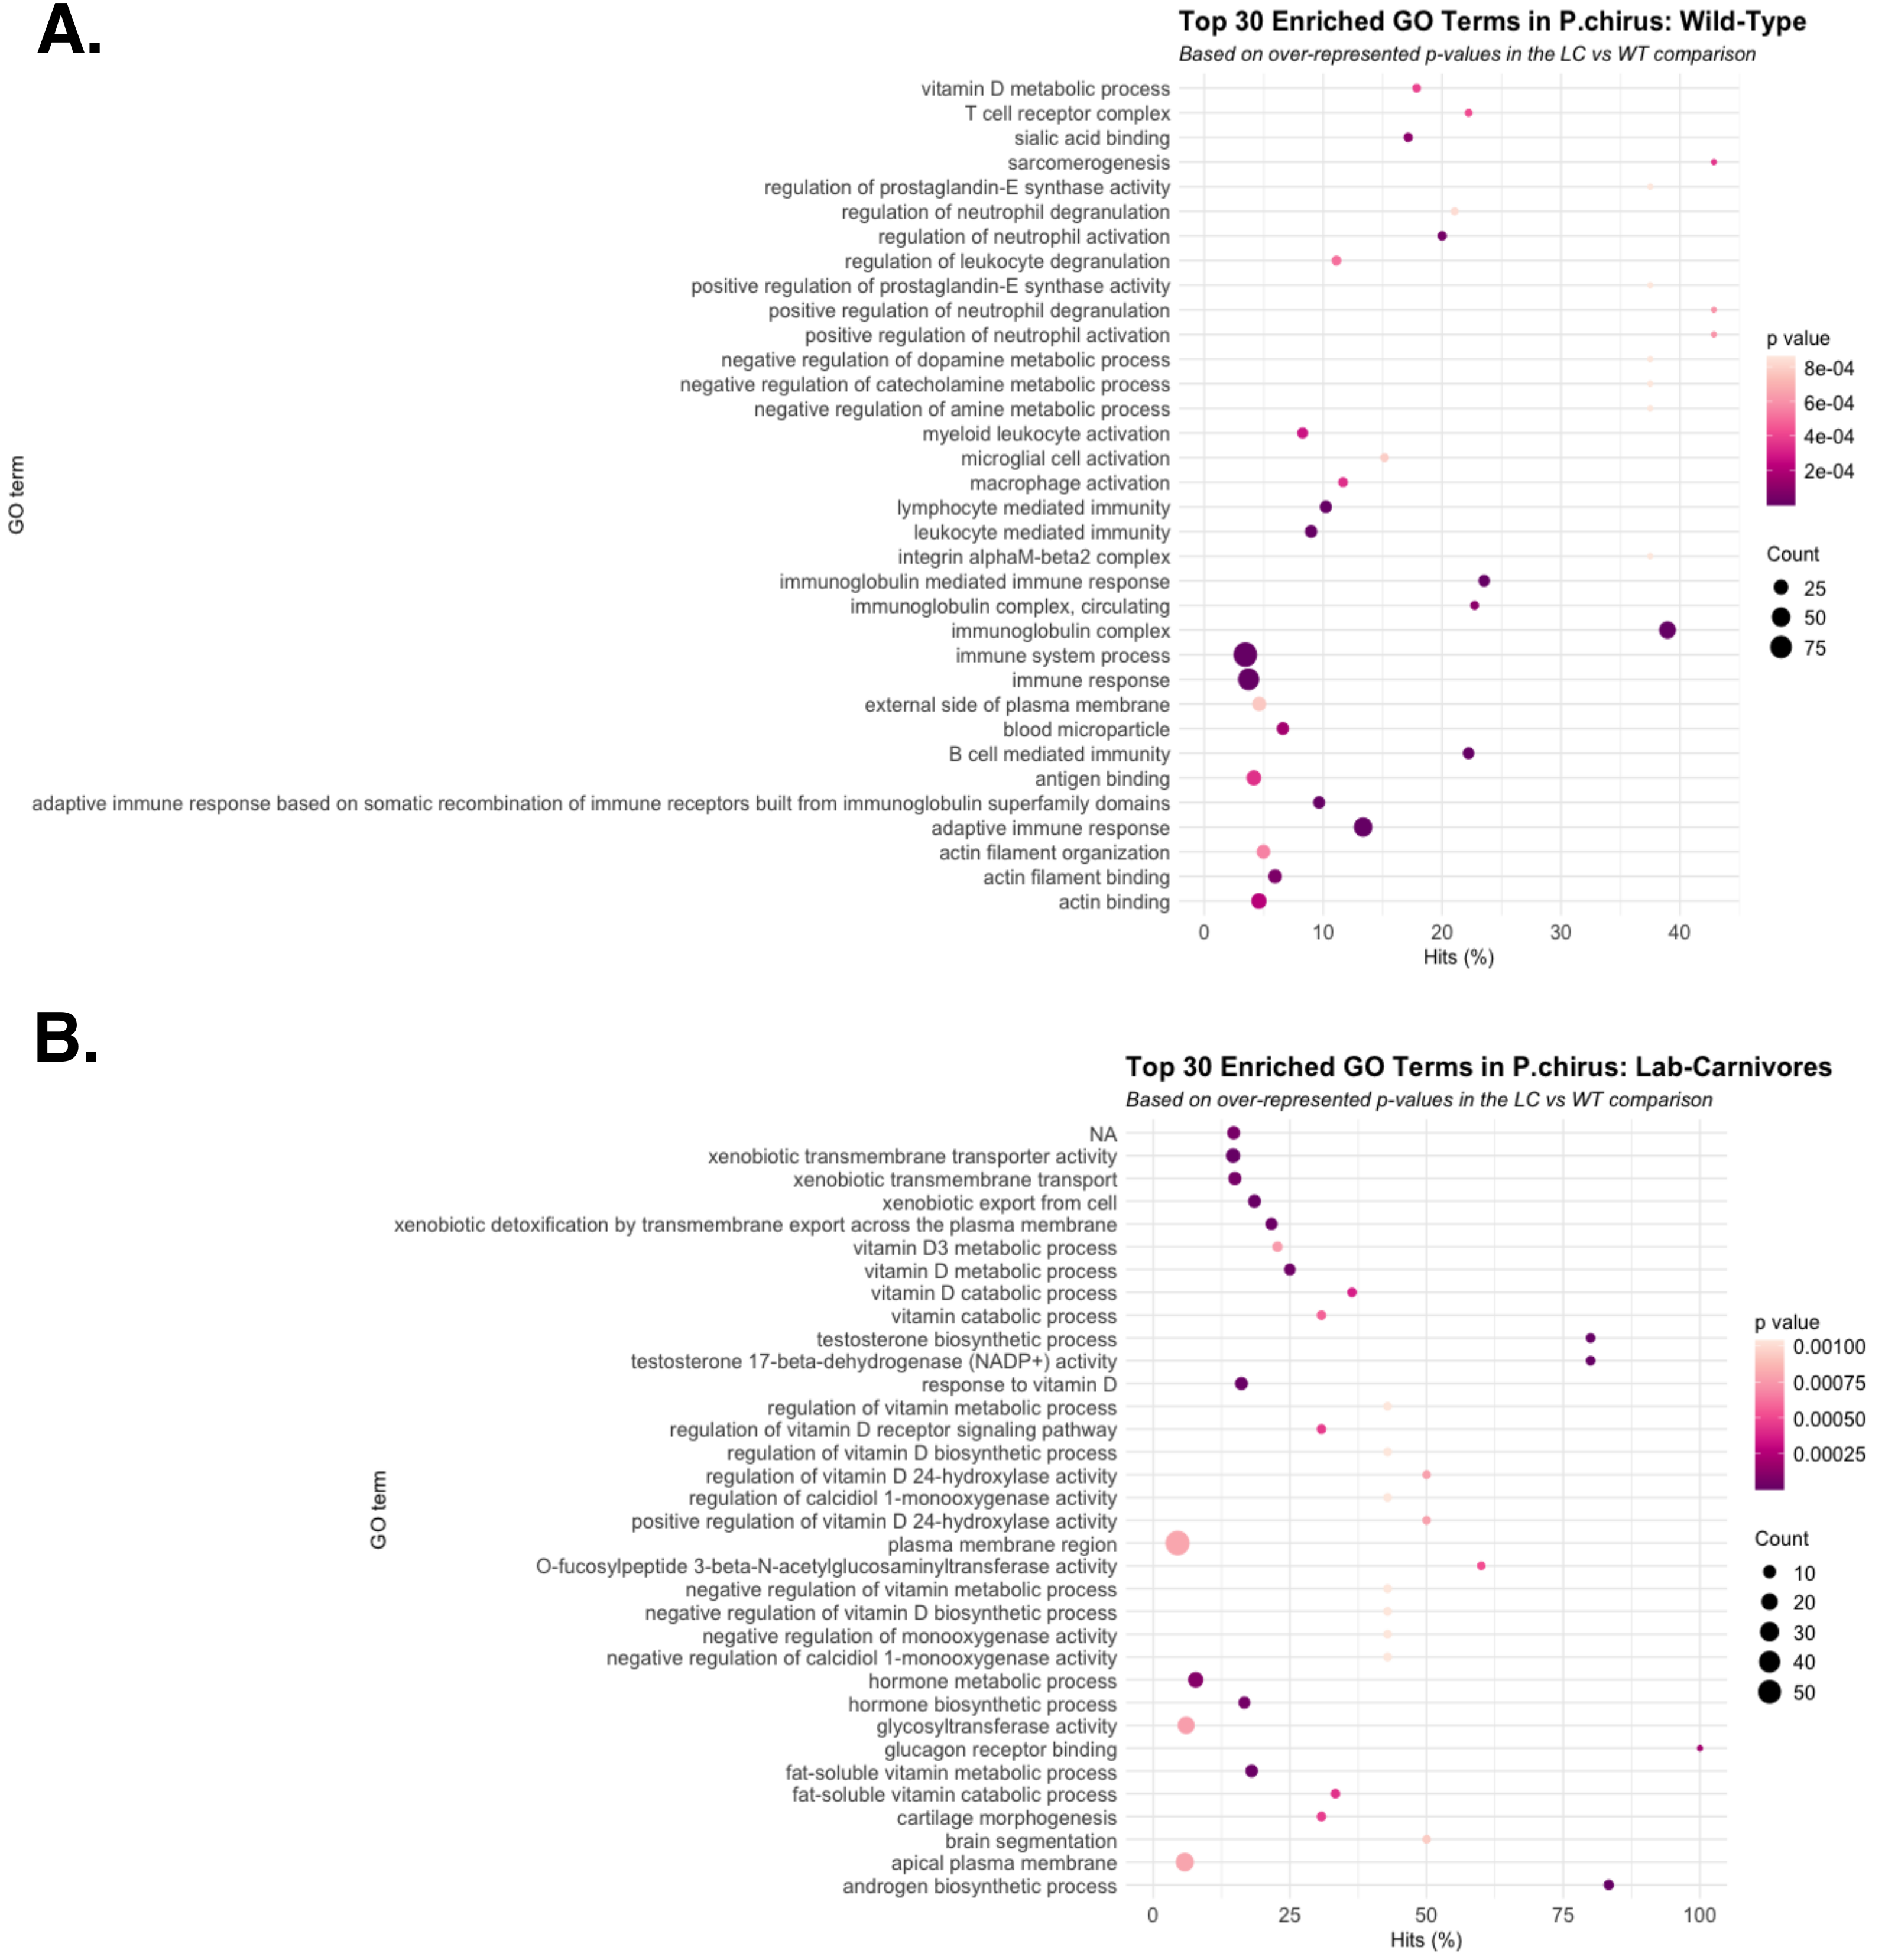 A.
Top 30 Enriched GO Terms in P.chirus: Wild-Type
Based on over-represented p-values in the LC vs WT comparison
GO term
vitamin D metabolic process
T cell receptor complex
sialic acid binding
sarcomerogenesis
regulation of prostaglandin-E synthase activity
regulation of neutrophil degranulation
regulation of neutrophil activation
regulation of leukocyte degranulation
positive regulation of prostaglandin-E synthase activity
positive regulation of neutrophil degranulation
positive regulation of neutrophil activation
negative regulation of dopamine metabolic process
negative regulation of catecholamine metabolic process
negative regulation of amine metabolic process
myeloid leukocyte activation
microglial cell activation
macrophage activation
lymphocyte mediated immunity
leukocyte mediated immunity
integrin alphaM-beta2 complex
immunoglobulin mediated immune response
immunoglobulin complex, circulating
immunoglobulin complex
immune system process
immune response
external side of plasma membrane
blood microparticle
B cell mediated immunity
antigen binding
adaptive immune response based on somatic recombination of immune receptors built from immunoglobulin superfamily domains
adaptive immune response
actin filament organization
actin filament binding
actin binding
0 10 20 30 40
Hits (%)
p value
8e-04
6e-04
4e-04
2e-04
Count
25
50
75
B.
Top 30 Enriched GO Terms in P.chirus: Lab-Carnivores
Based on over-represented p-values in the LC vs WT comparison
GO term
NA
xenobiotic transmembrane transporter activity
xenobiotic transmembrane transport
xenobiotic export from cell
xenobiotic detoxification by transmembrane export across the plasma membrane
vitamin D3 metabolic process
vitamin D metabolic process
vitamin D catabolic process
vitamin catabolic process
testosterone biosynthetic process
testosterone 17-beta-dehydrogenase (NADP+) activity
response to vitamin D
regulation of vitamin metabolic process
regulation of vitamin D receptor signaling pathway
regulation of vitamin D biosynthetic process
regulation of vitamin D 24-hydroxylase activity
regulation of calcidiol 1-monooxygenase activity
positive regulation of vitamin D 24-hydroxylase activity
plasma membrane region
O-fucosylpeptide 3-beta-N-acetylglucosaminyltransferase activity
negative regulation of vitamin metabolic process
negative regulation of vitamin D biosynthetic process
negative regulation of monooxygenase activity
negative regulation of calcidiol 1-monooxygenase activity
hormone metabolic process
hormone biosynthetic process
glycosyltransferase activity
glucagon receptor binding
fat-soluble vitamin metabolic process
fat-soluble vitamin catabolic process
cartilage morphogenesis
brain segmentation
apical plasma membrane
androgen biosynthetic process
0 25 50 75 100
Hits (%)
p value
0.00100
0.00075
0.00050
0.00025
Count
10
20
30
40
50